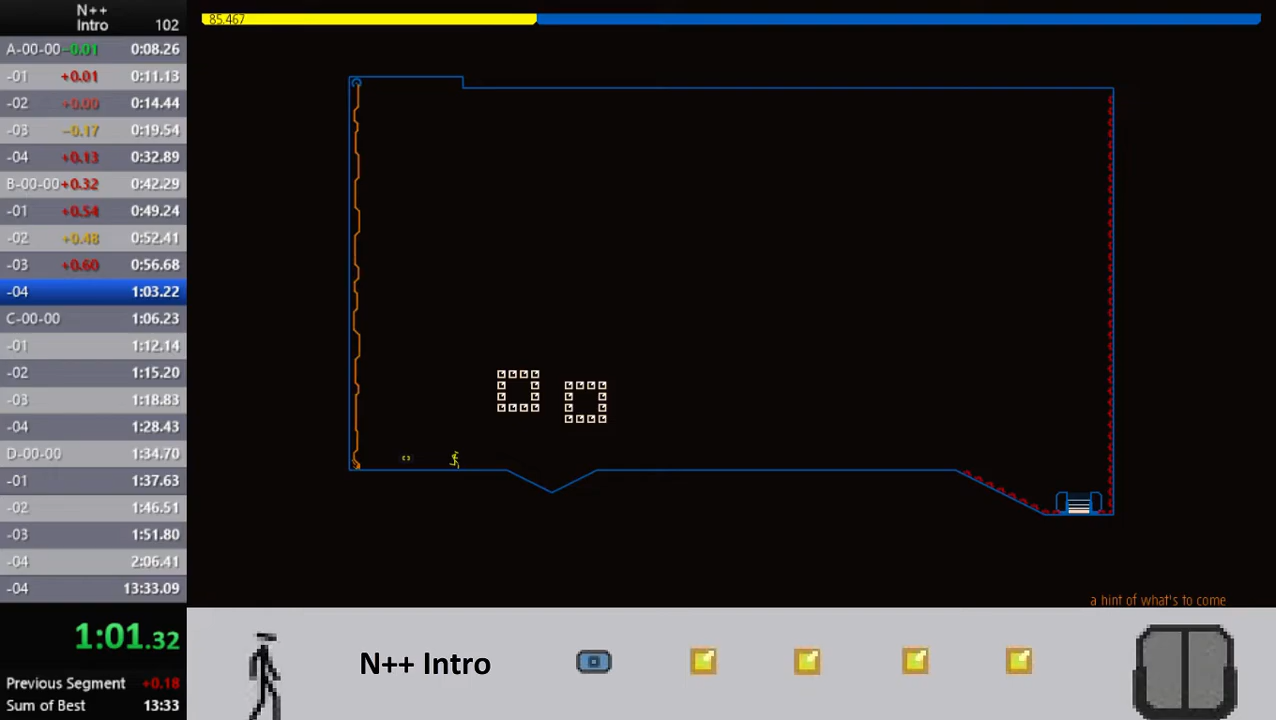 N++
Intro 102
A-00-00 −0.01 0:08.26
-01 +0.01 0:11.13
-02 +0.00 0:14.44
-03 −0.17 0:19.54
-04 +0.13 0:32.89
B-00-00 +0.32 0:42.29
-01 +0.54 0:49.24
-02 +0.48 0:52.41
-03 +0.60 0:56.68
-04 1:03.22
C-00-00 1:06.23
-01 1:12.14
-02 1:15.20
-03 1:18.83
-04 1:28.43
D-00-00 1:34.70
-01 1:37.63
-02 1:46.51
-03 1:51.80
-04 2:06.41
-04 13:33.09
1:01.32
Previous Segment +0.18
Sum of Best 13:33
85.467
a hint of what's to come
N++ Intro